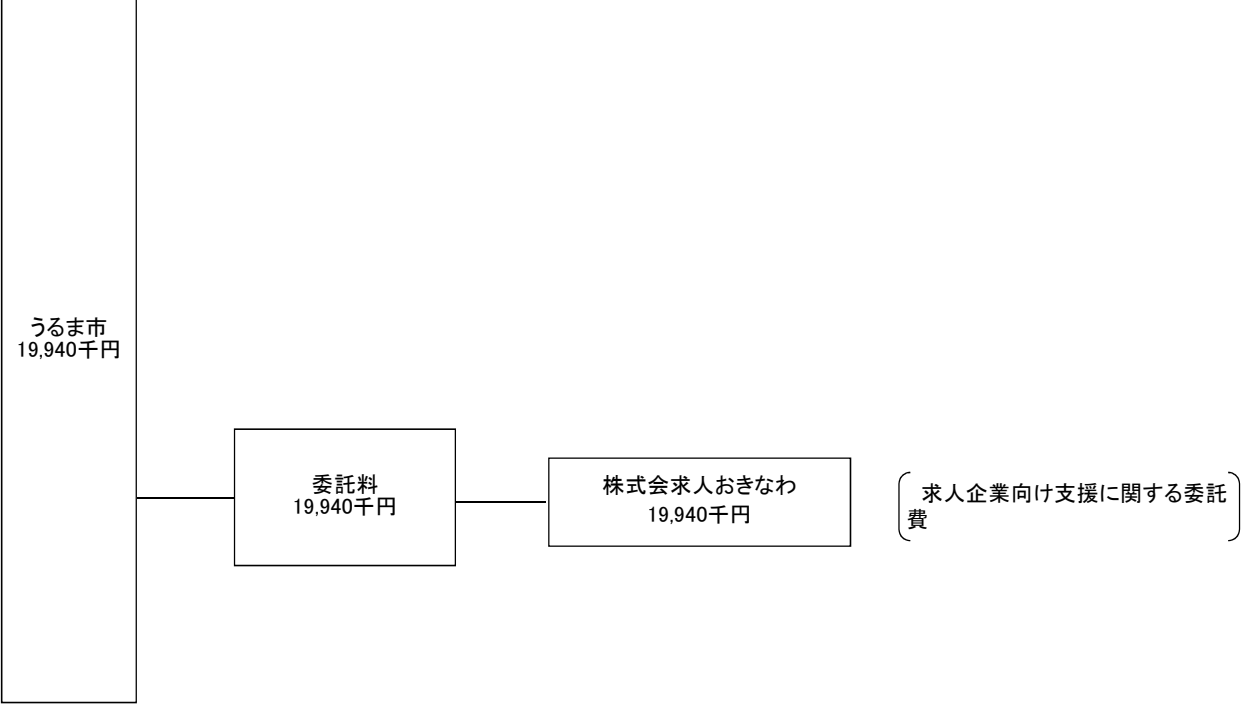 うるま市
19,940千円
委託料
19,940千円
株式会求人おきなわ
19,940千円
求人企業向け支援に関する委託
費